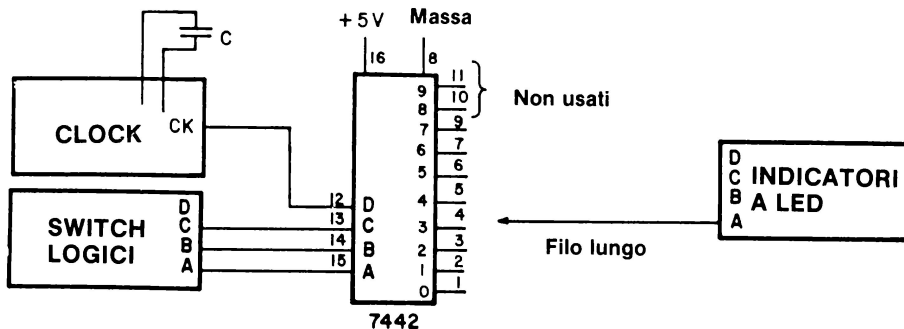 +5V Massa
C
16 8
11
9
10
8
Non usati
CLOCK CK
7 9
6 7
5 6
4 5
3 4
2 3
1 2
0 1
12 D
13 C
14 B
15 A
SWITCH LOGICI
D
C
B
A
7442
Filo lungo
D
C
B
A
INDICATORI
A LED